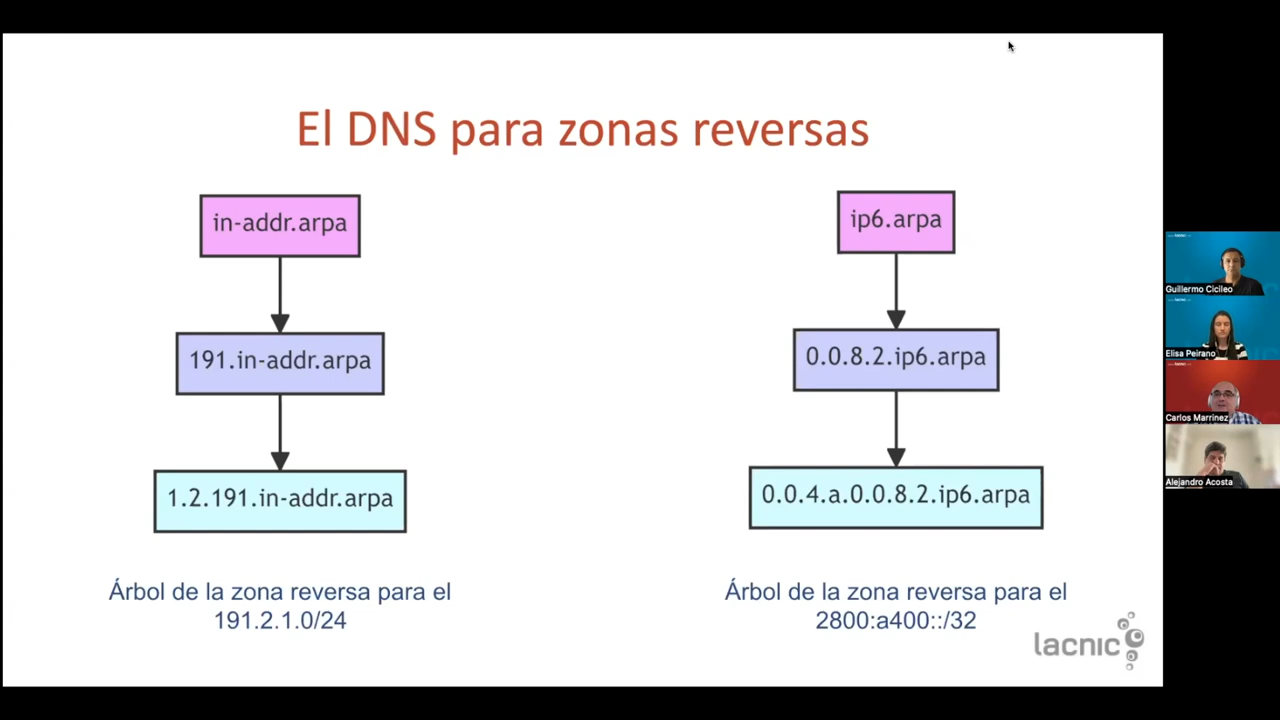 El DNS para zonas reversas
in-addr.arpa
191.in-addr.arpa
1.2.191.in-addr.arpa
Árbol de la zona reversa para el
191.2.1.0/24
ip6.arpa
0.0.8.2.ip6.arpa
0.0.4.a.0.0.8.2.ip6.arpa
Árbol de la zona reversa para el
2800:a400::/32
lacnic
Guillermo Cicileo
Elisa Peirano
Carlos Marrinez
Alejandro Acosta